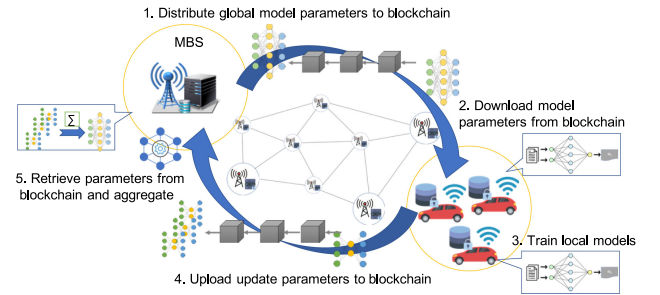 1. Distribute global model parameters to blockchain
MBS
2. Download model
parameters from blockchain
Σ
5. Retrieve parameters from
blockchain and aggregate
3. Train local models
4. Upload update parameters to blockchain